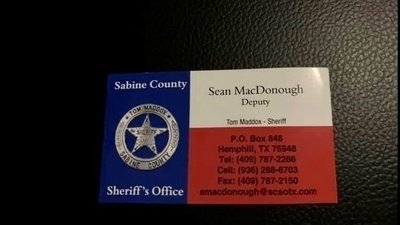 Sabine County
TOM MADDOX
SHERIFF
SABINE COUNTY
Sheriff's Office
Sean MacDonough
Deputy
Tom Maddox - Sheriff
P.O. Box 848
Hemphill, TX 75948
Tel: (409) 787-2266
Cell: (936) 288-6703
Fax: (409) 787-2150
smacdonough@scsotx.com